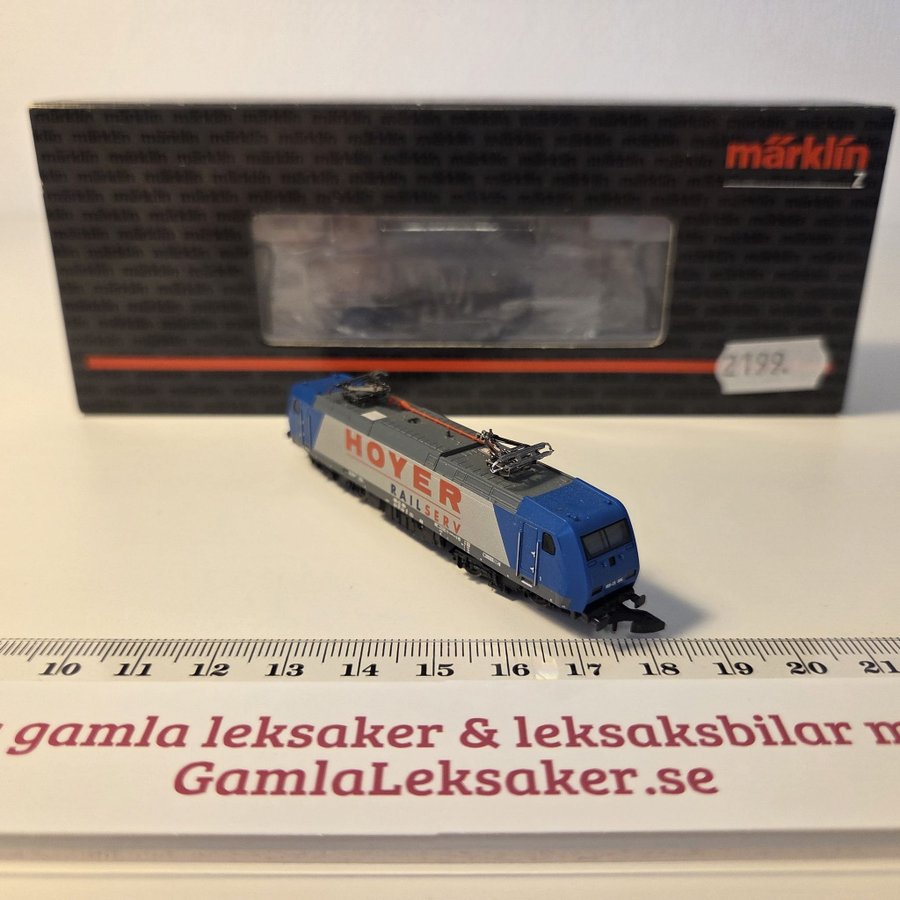 märklin
Z
2199.-
HOYER
RAILSERV
10 11 12 13 14 15 16 17 18 19 20 21
gamla leksaker & leksaksbilar m
GamlaLeksaker.se